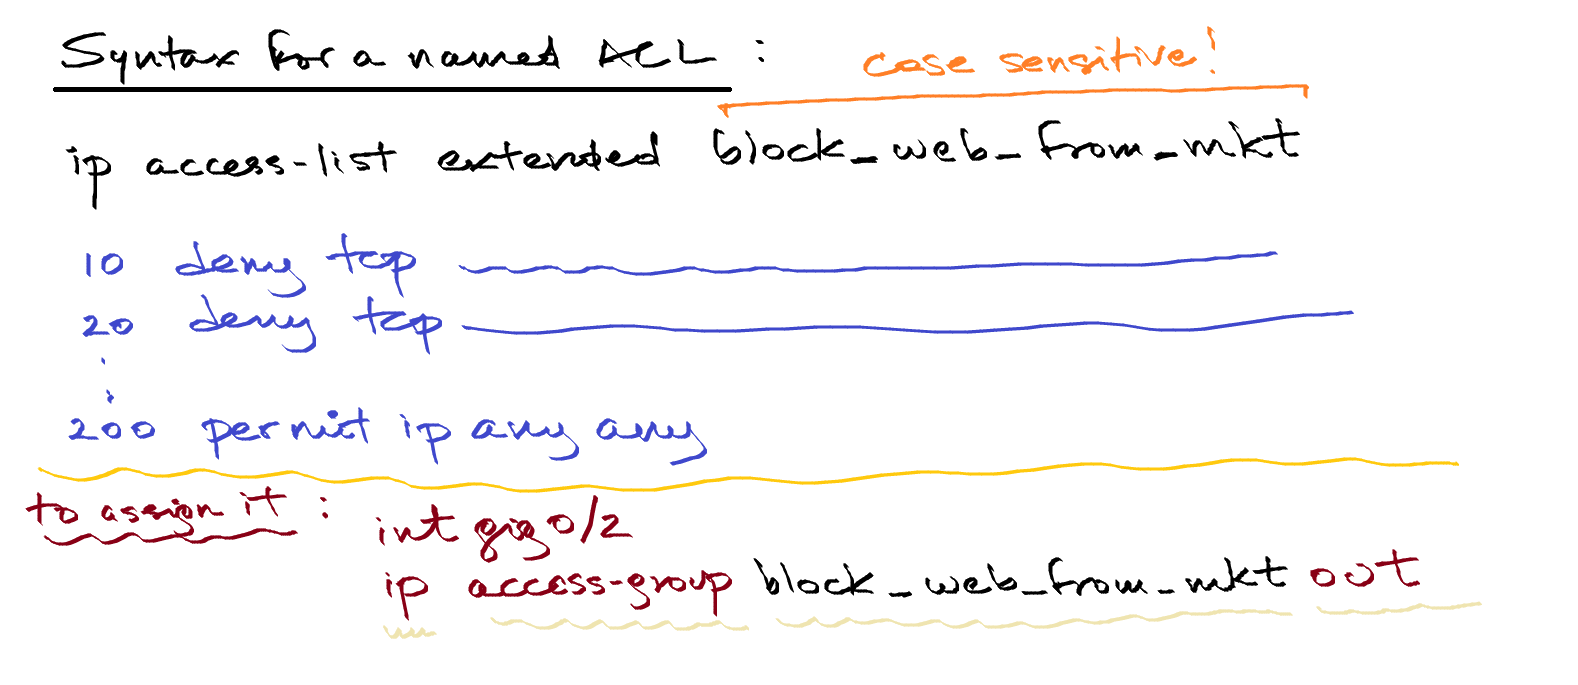 Syntax for a named ACL : case sensitive!
ip access-list extended block_web_from_mkt
10 deny tcp
20 deny tcp
200 permit ip any any
to assign it : int gig0/2
ip access-group block_web_from_mkt out